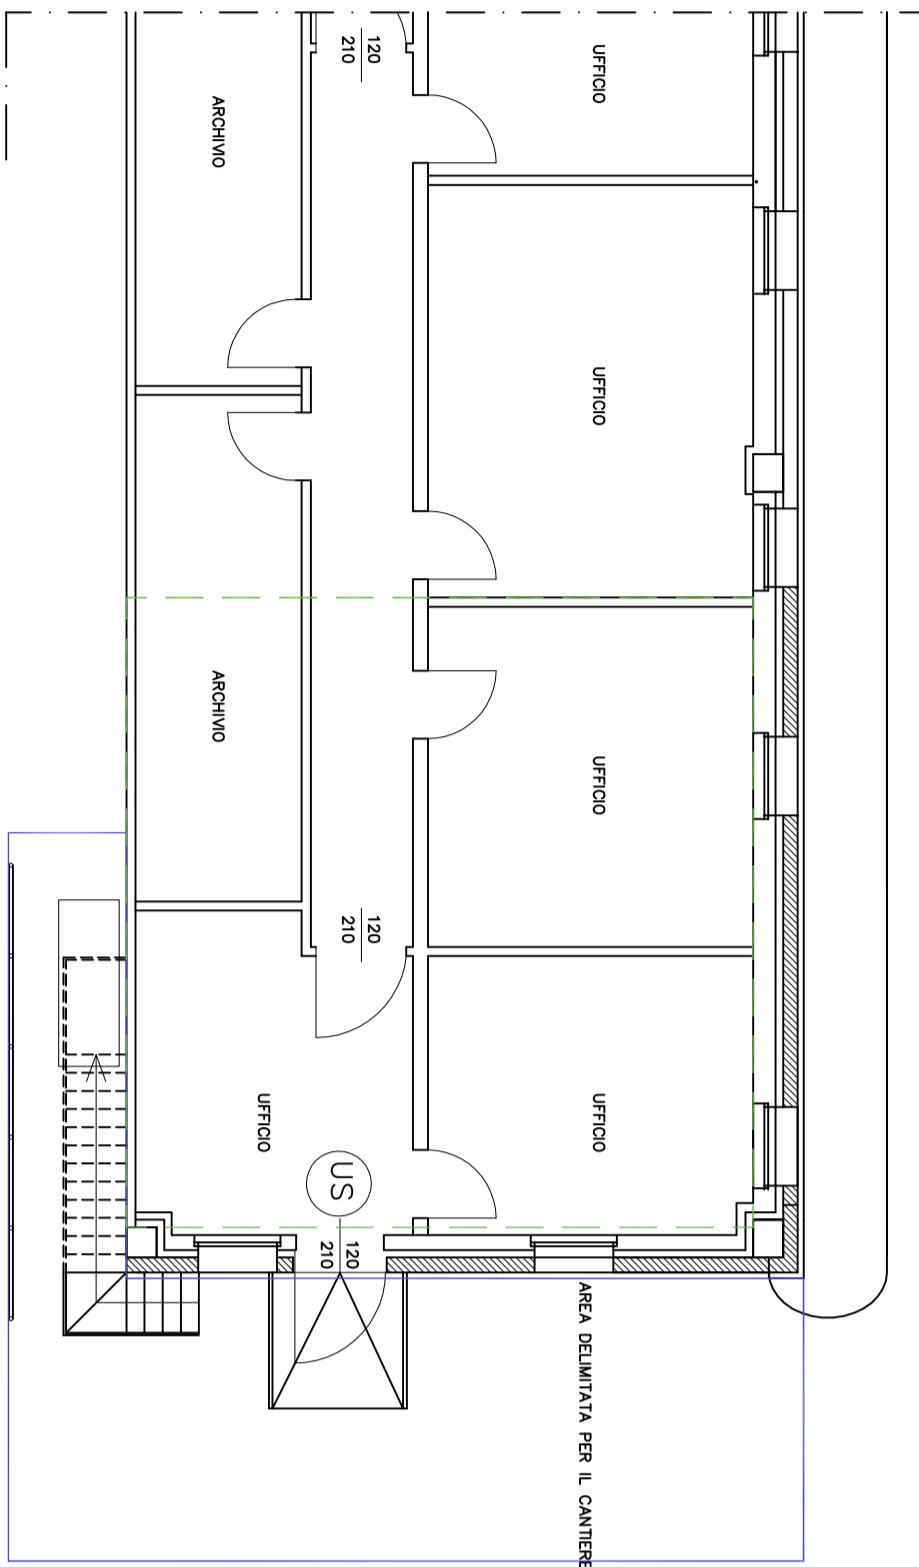 120
210
UFFICIO
ARCHIVIO
UFFICIO
ARCHIVIO
UFFICIO
120
210
UFFICIO
UFFICIO
US
120
210
AREA DELIMITATA PER IL CANTIERE